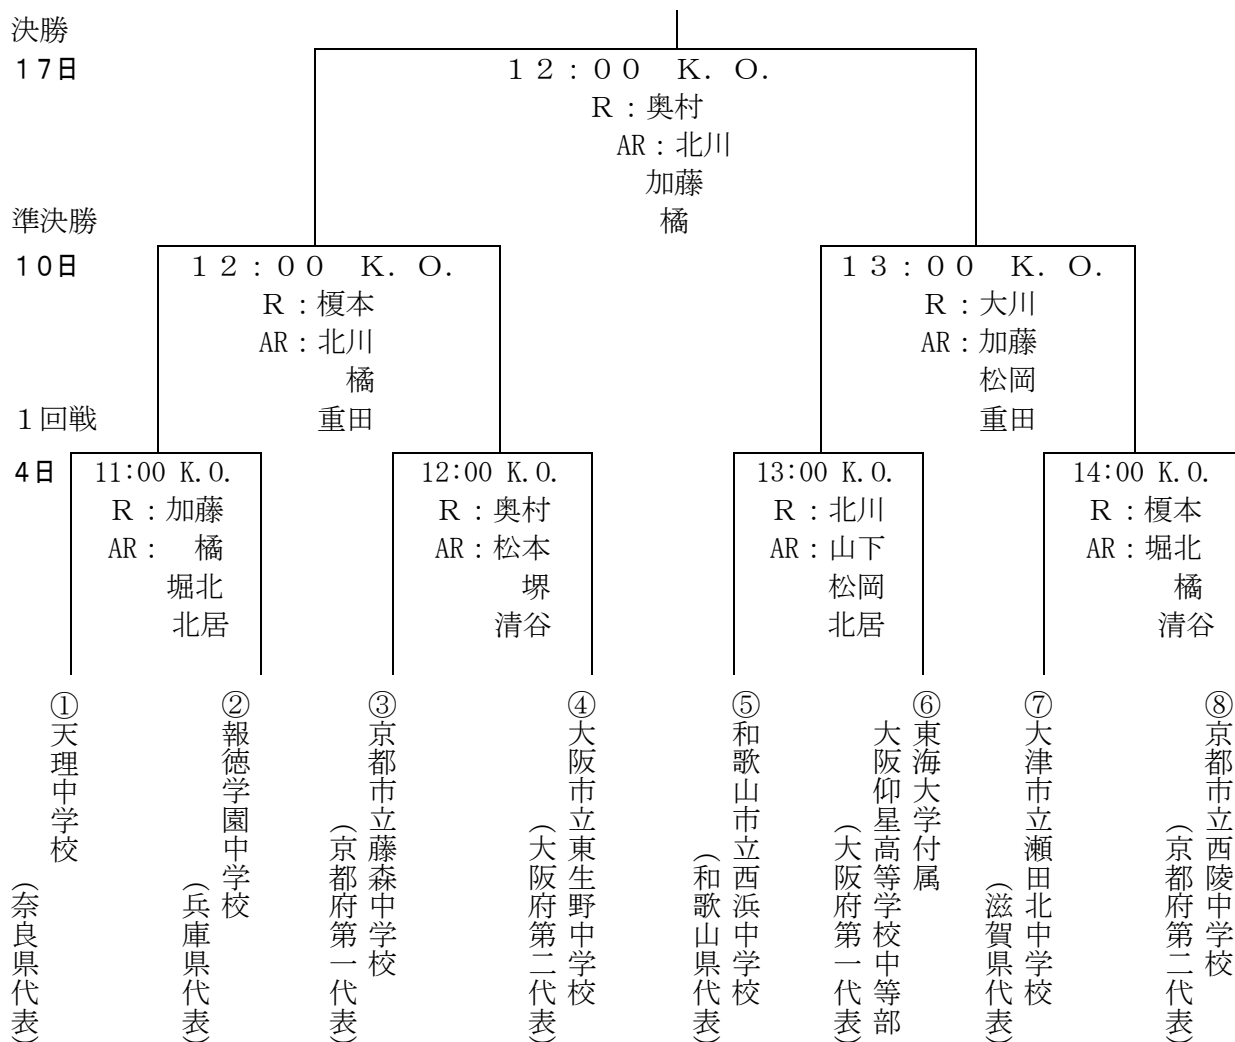 決勝
17日
12:00 K.O.
R:奥村
AR:北川
加藤
橘
準決勝
10日
12:00 K.O.
R:榎本
AR:北川
橘
重田
13:00 K.O.
R:大川
AR:加藤
松岡
重田
1回戦
4日
11:00 K.O.
R:加藤
AR: 橘
堀北
北居
12:00 K.O.
R:奥村
AR:松本
堺
清谷
13:00 K.O.
R:北川
AR:山下
松岡
北居
14:00 K.O.
R:榎本
AR:堀北
橘
清谷
①天理中学校
(奈良県代表)
②報徳学園中学校
(兵庫県代表)
③京都市立藤森中学校
(京都府第一代表)
④大阪市立東生野中学校
(大阪府第二代表)
⑤和歌山市立西浜中学校
(和歌山県代表)
⑥東海大学付属
大阪仰星高等学校中等部
(大阪府第一代表)
⑦大津市立瀬田北中学校
(滋賀県代表)
⑧京都市立西陵中学校
(京都府第二代表)